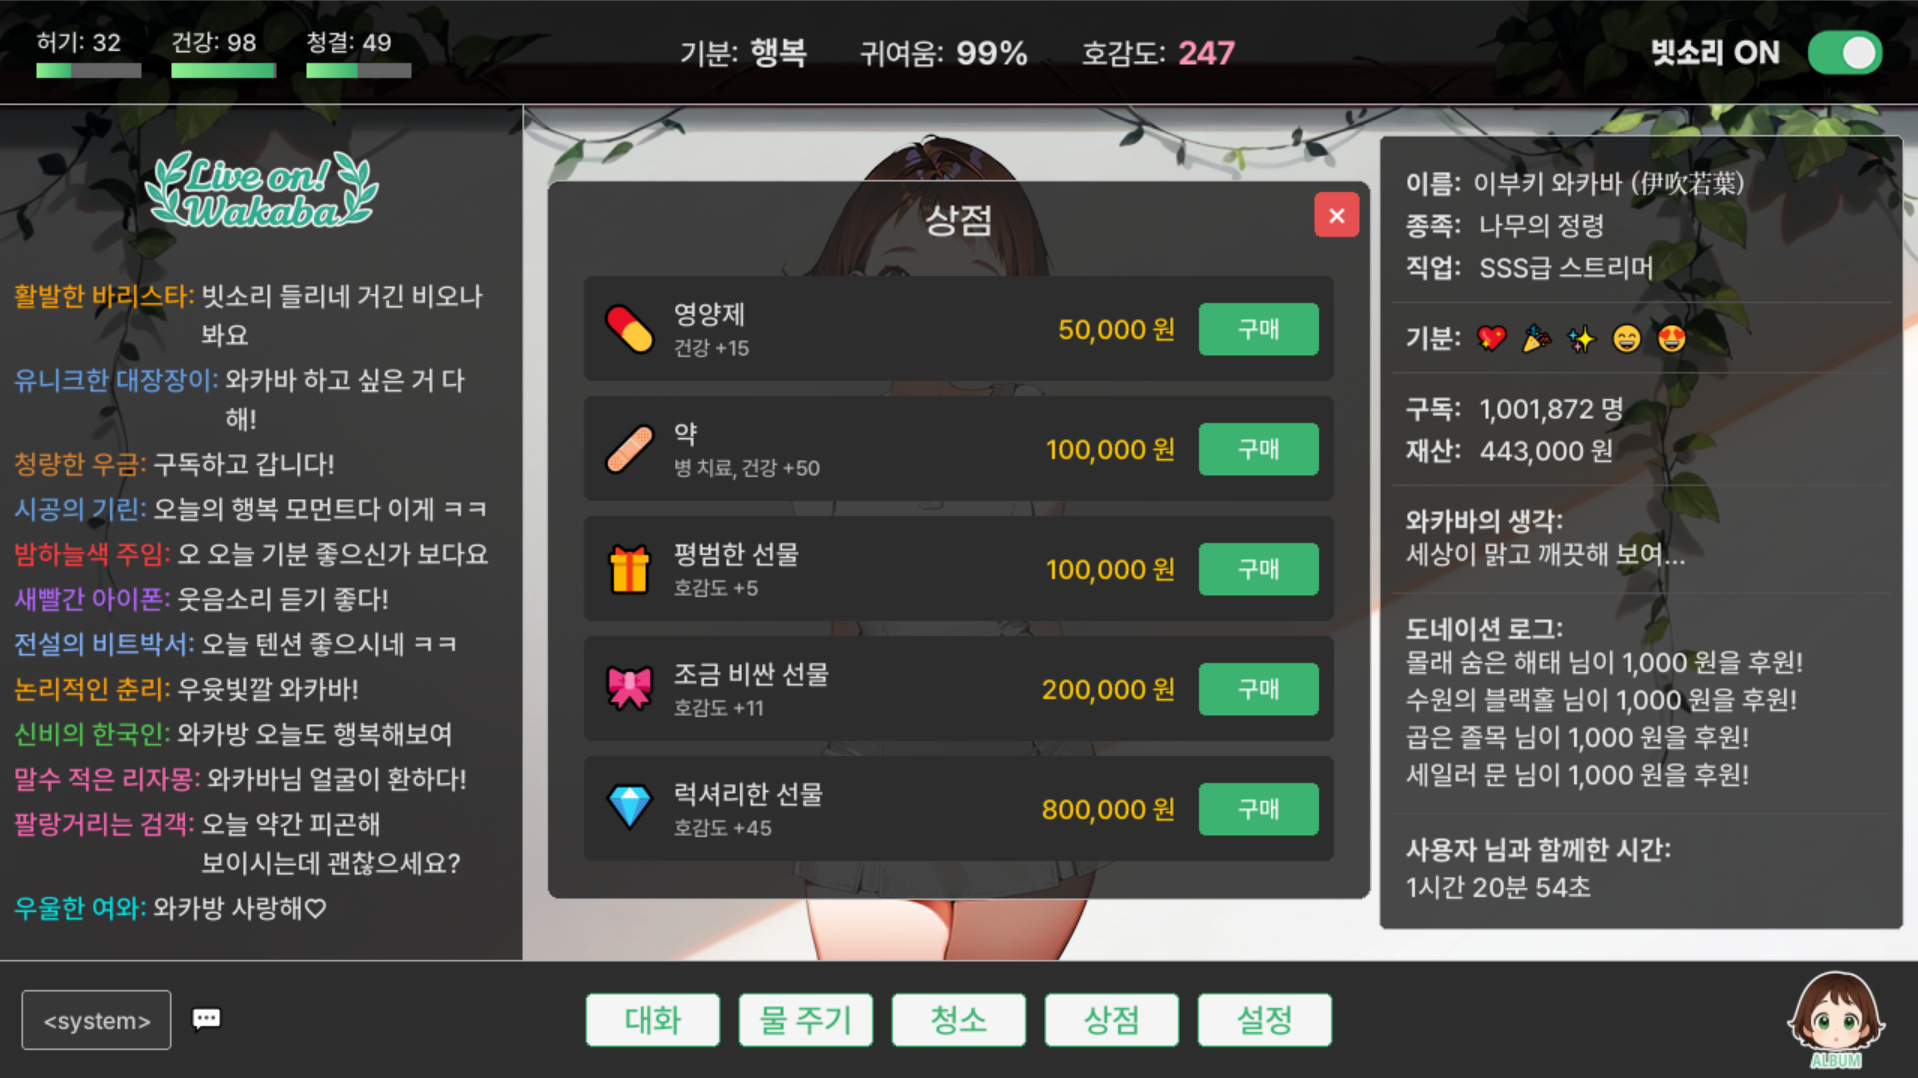 허기: 32
건강: 98
청결: 49
기분: 행복
귀여움: 99%
호감도: 247
빗소리 ON
Live on!
Wakaba
활발한 바리스타: 빗소리 들리네 거긴 비오나
봐요
유니크한 대장장이: 와카바 하고 싶은 거 다
해!
청량한 우금: 구독하고 갑니다!
시공의 기린: 오늘의 행복 모먼트다 이게 ㅋㅋ
밤하늘색 주임: 오 오늘 기분 좋으신가 보다요
새빨간 아이폰: 웃음소리 듣기 좋다!
전설의 비트박서: 오늘 텐션 좋으시네 ㅋㅋ
논리적인 춘리: 우윳빛깔 와카바!
신비의 한국인: 와카방 오늘도 행복해보여
말수 적은 리자몽: 와카바님 얼굴이 환하다!
팔랑거리는 검객: 오늘 약간 피곤해
보이시는데 괜찮으세요?
우울한 여와: 와카방 사랑해♡
상점
영양제
건강 +15
50,000 원
구매
약
병 치료, 건강 +50
100,000 원
구매
평범한 선물
호감도 +5
100,000 원
구매
조금 비싼 선물
호감도 +11
200,000 원
구매
럭셔리한 선물
호감도 +45
800,000 원
구매
이름: 이부키 와카바 (伊吹若葉)
종족: 나무의 정령
직업: SSS급 스트리머
기분: 💖 🎉 ✨ 😄 😍
구독: 1,001,872 명
재산: 443,000 원
와카바의 생각:
세상이 맑고 깨끗해 보여...
도네이션 로그:
몰래 숨은 해태 님이 1,000 원을 후원!
수원의 블랙홀 님이 1,000 원을 후원!
곱은 졸목 님이 1,000 원을 후원!
세일러 문 님이 1,000 원을 후원!
사용자 님과 함께한 시간:
1시간 20분 54초
<system>
대화
물 주기
청소
상점
설정
ALBUM